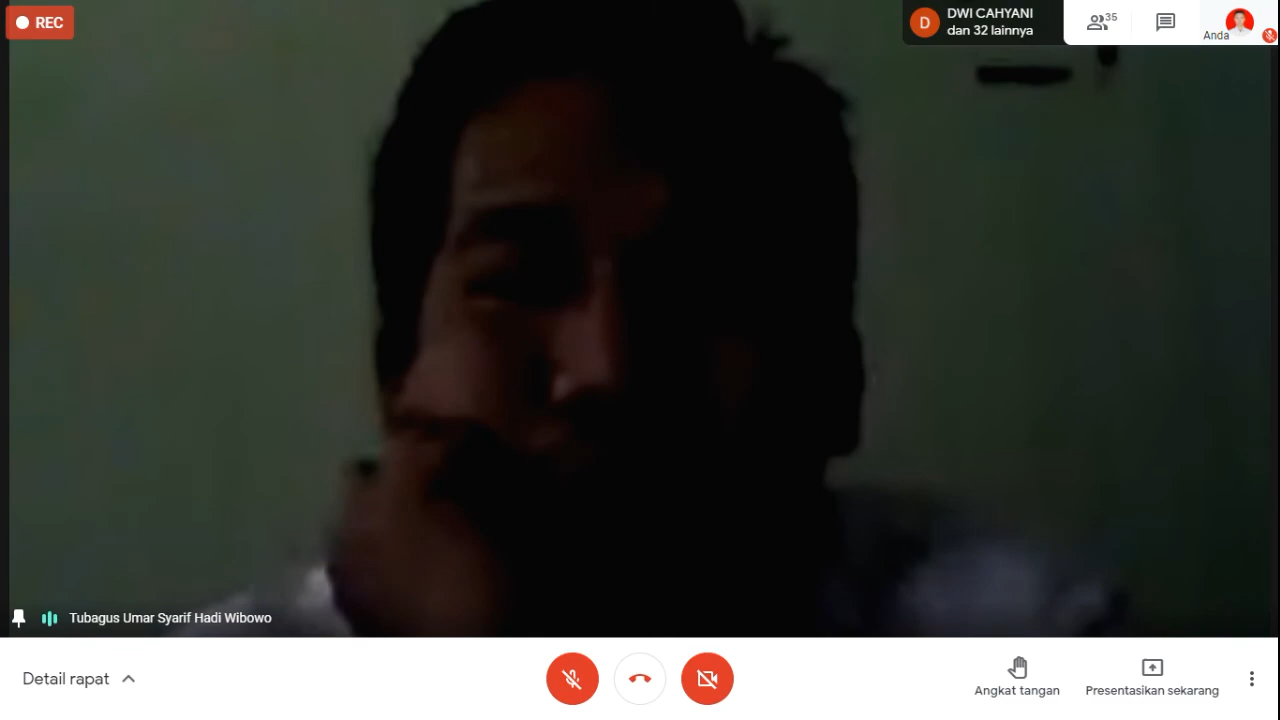 REC
D
DWI CAHYANI
dan 32 lainnya
35
Anda
Tubagus Umar Syarif Hadi Wibowo
Detail rapat
Angkat tangan
Presentasikan sekarang